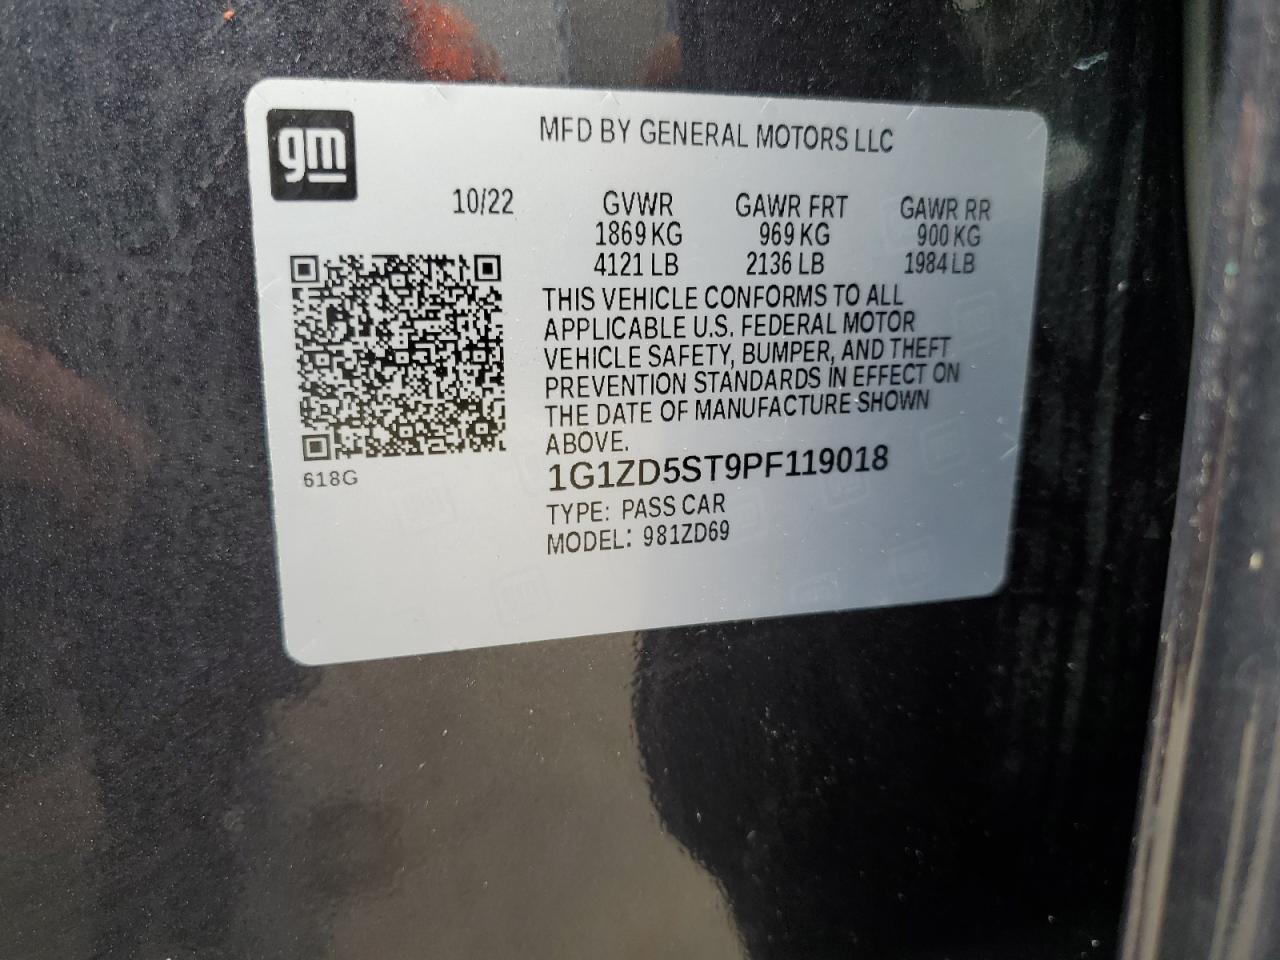 gm
MFD BY GENERAL MOTORS LLC
10/22 GVWR GAWR FRT GAWR RR
1869 KG 969 KG 900 KG
4121 LB 2136 LB 1984 LB
THIS VEHICLE CONFORMS TO ALL
APPLICABLE U.S. FEDERAL MOTOR
VEHICLE SAFETY, BUMPER, AND THEFT
PREVENTION STANDARDS IN EFFECT ON
THE DATE OF MANUFACTURE SHOWN
ABOVE.
618G
1G1ZD5ST9PF119018
TYPE: PASS CAR
MODEL: 981ZD69